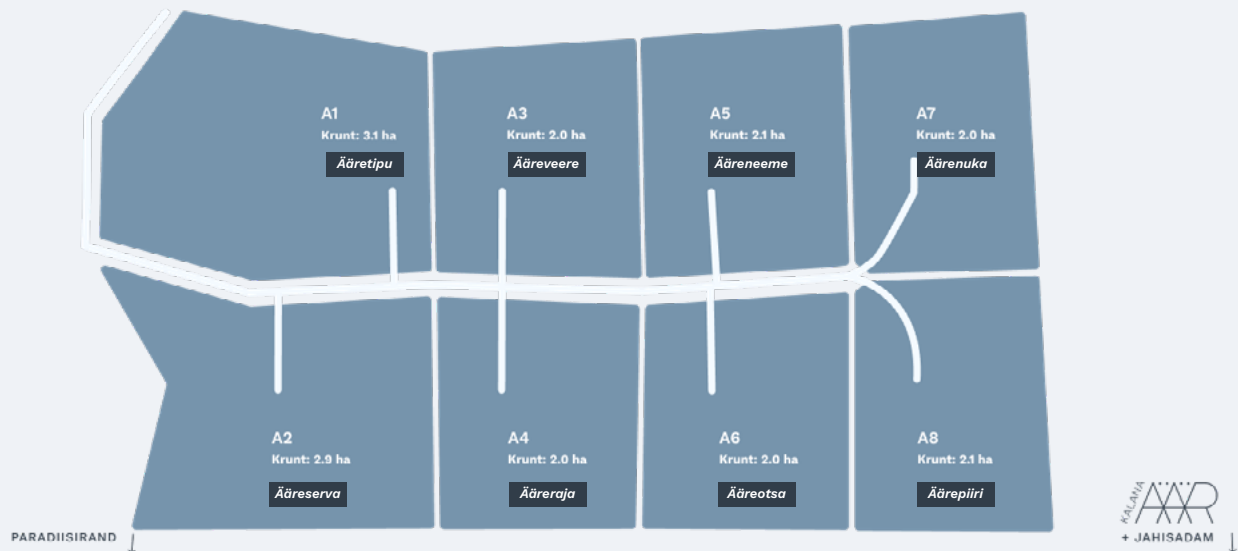 A1
Krunt: 3.1 ha
Ääretipu
A3
Krunt: 2.0 ha
Ääreveere
A5
Krunt: 2.1 ha
Ääreneeme
A7
Krunt: 2.0 ha
Äärenuka
A2
Krunt: 2.9 ha
Ääreserva
A4
Krunt: 2.0 ha
Ääreraja
A6
Krunt: 2.0 ha
Ääreotsa
A8
Krunt: 2.1 ha
Äärepiiri
PARADIISIRAND
KALANA
ÄÄR
+ JAHISADAM